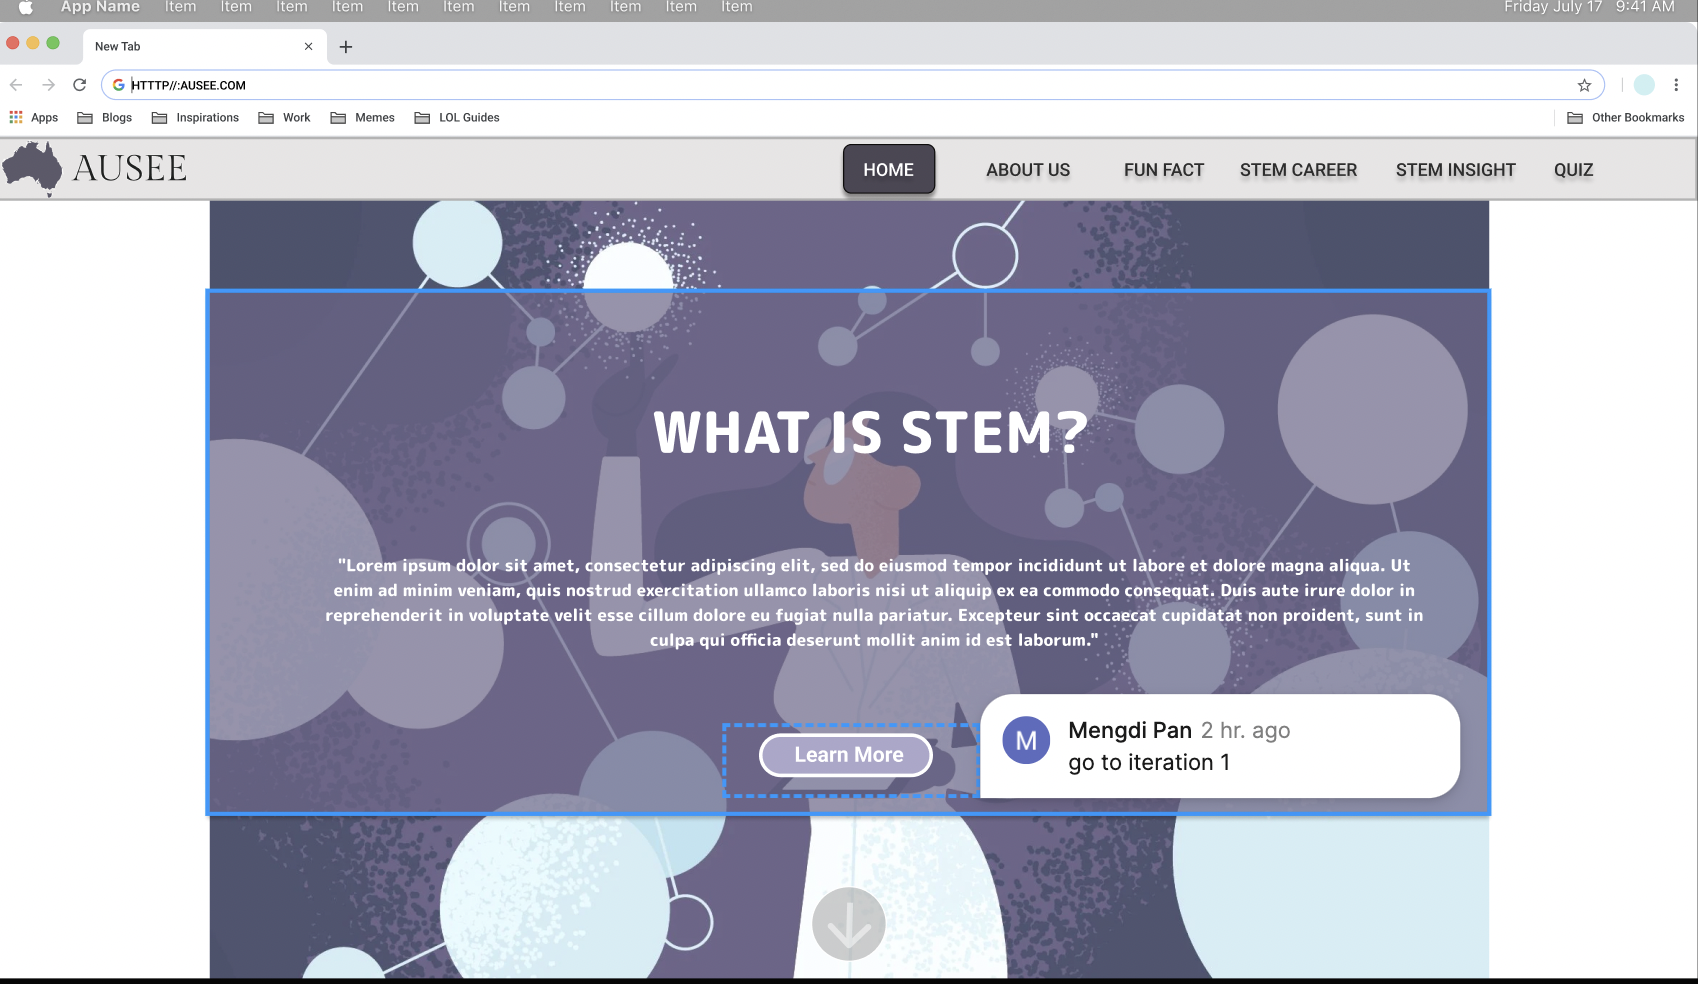 App Name Item Item Item Item Item Item Item Item Item Item Item Friday July 17 9:41 AM
New Tab
HTTTP//:AUSEE.COM
Apps Blogs Inspirations Work Memes LOL Guides Other Bookmarks
AUSEE HOME ABOUT US FUN FACT STEM CAREER STEM INSIGHT QUIZ
WHAT IS STEM?
"Lorem ipsum dolor sit amet, consectetur adipiscing elit, sed do eiusmod tempor incididunt ut labore et dolore magna aliqua. Ut
enim ad minim veniam, quis nostrud exercitation ullamco laboris nisi ut aliquip ex ea commodo consequat. Duis aute irure dolor in
reprehenderit in voluptate velit esse cillum dolore eu fugiat nulla pariatur. Excepteur sint occaecat cupidatat non proident, sunt in
culpa qui officia deserunt mollit anim id est laborum."
Learn More
M
Mengdi Pan 2 hr. ago
go to iteration 1